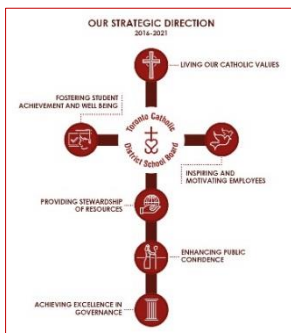 OUR STRATEGIC DIRECTION
2016-2021
LIVING OUR CATHOLIC VALUES
FOSTERING STUDENT
ACHIEVEMENT AND WELL BEING
Toronto Catholic
District School Board
INSPIRING AND
MOTIVATING EMPLOYEES
PROVIDING STEWARDSHIP
OF RESOURCES
ENHANCING PUBLIC
CONFIDENCE
ACHIEVING EXCELLENCE IN
GOVERNANCE